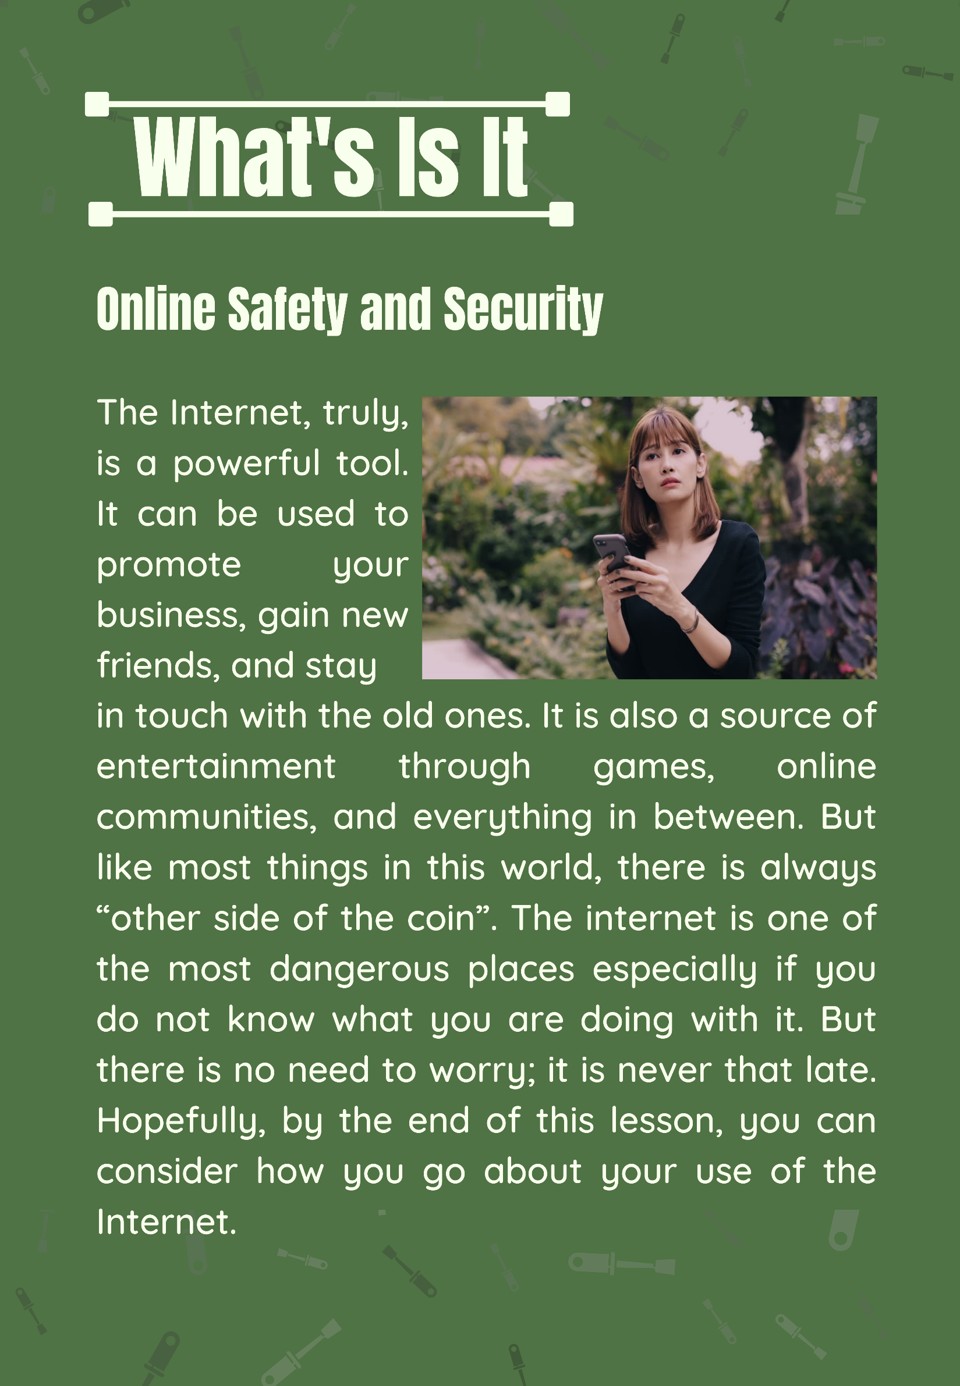 What's Is It
Online Safety and Security
The Internet, truly,
is a powerful tool.
It can be used to
promote your
business, gain new
friends, and stay
in touch with the old ones. It is also a source of
entertainment through games, online
communities, and everything in between. But
like most things in this world, there is always
“other side of the coin”. The internet is one of
the most dangerous places especially if you
do not know what you are doing with it. But
there is no need to worry; it is never that late.
Hopefully, by the end of this lesson, you can
consider how you go about your use of the
Internet.